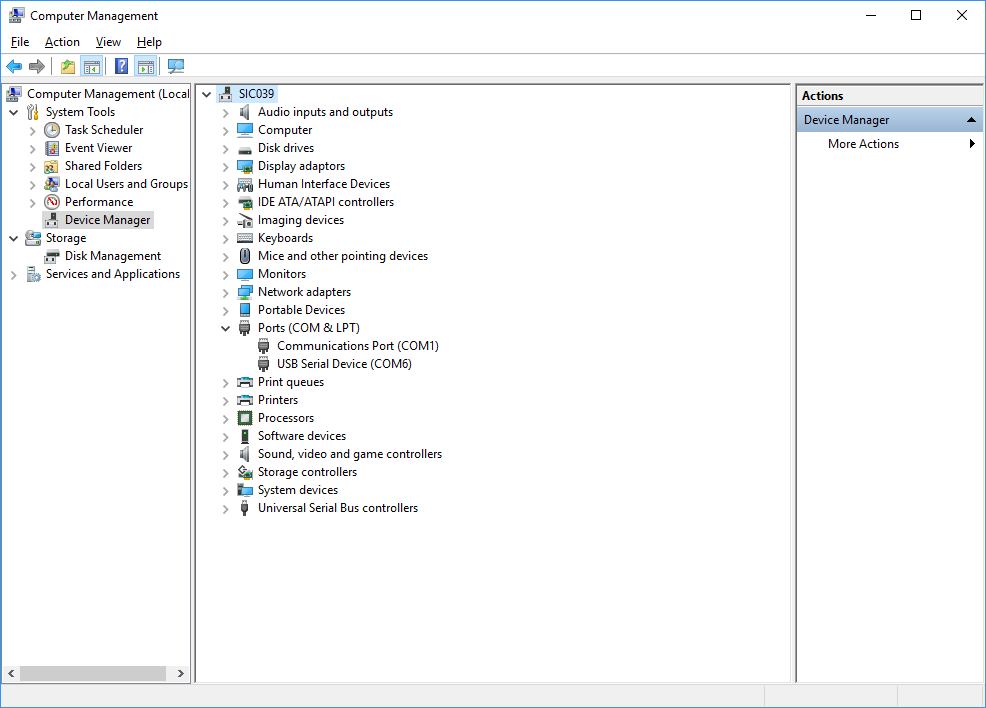 Computer Management
File Action View Help
Computer Management (Local
System Tools
Task Scheduler
Event Viewer
Shared Folders
Local Users and Groups
Performance
Device Manager
Storage
Disk Management
Services and Applications
SIC039
Audio inputs and outputs
Computer
Disk drives
Display adaptors
Human Interface Devices
IDE ATA/ATAPI controllers
Imaging devices
Keyboards
Mice and other pointing devices
Monitors
Network adapters
Portable Devices
Ports (COM & LPT)
Communications Port (COM1)
USB Serial Device (COM6)
Print queues
Printers
Processors
Software devices
Sound, video and game controllers
Storage controllers
System devices
Universal Serial Bus controllers
Actions
Device Manager
More Actions